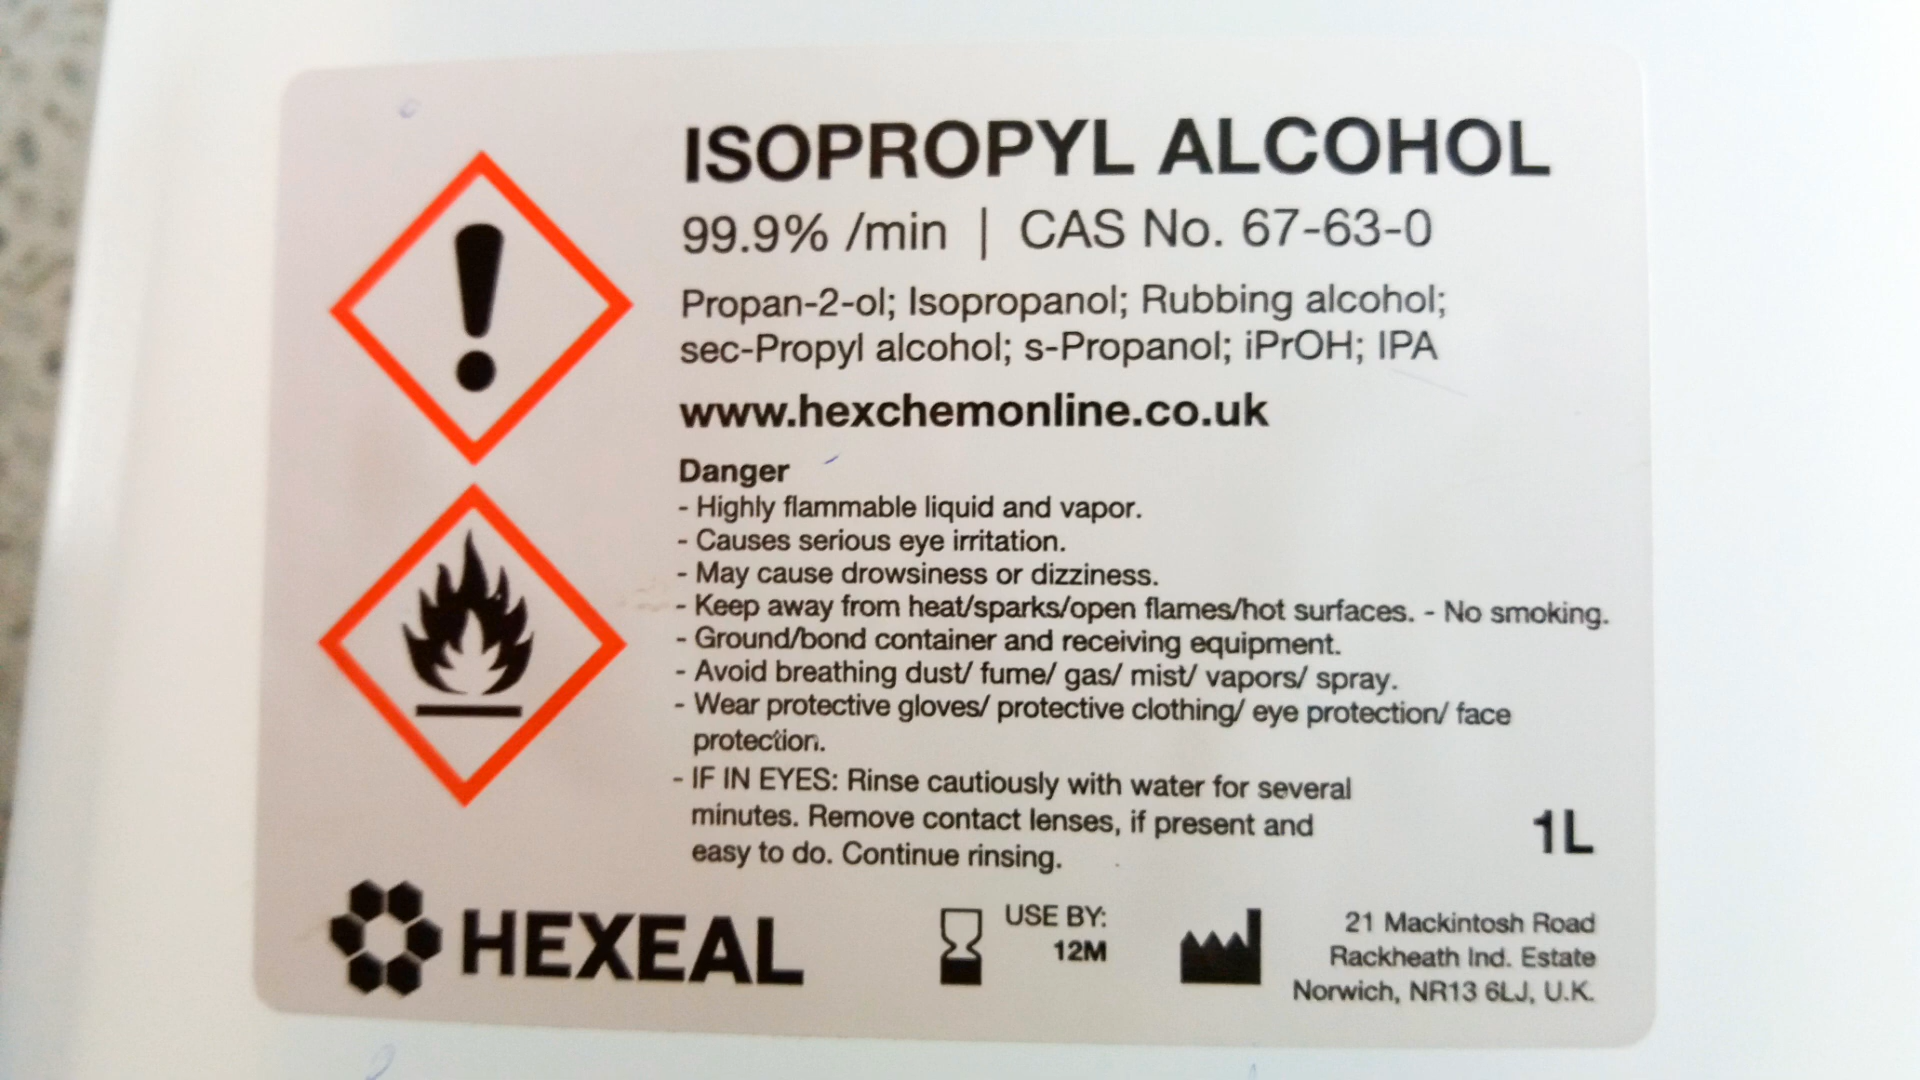 ISOPROPYL ALCOHOL
99.9% /min | CAS No. 67-63-0
Propan-2-ol; Isopropanol; Rubbing alcohol;
sec-Propyl alcohol; s-Propanol; iPrOH; IPA
www.hexchemonline.co.uk
Danger
- Highly flammable liquid and vapor.
- Causes serious eye irritation.
- May cause drowsiness or dizziness.
- Keep away from heat/sparks/open flames/hot surfaces. - No smoking.
- Ground/bond container and receiving equipment.
- Avoid breathing dust/ fume/ gas/ mist/ vapors/ spray.
- Wear protective gloves/ protective clothing/ eye protection/ face
protection.
- IF IN EYES: Rinse cautiously with water for several
minutes. Remove contact lenses, if present and
easy to do. Continue rinsing.
1L
HEXEAL
USE BY:
12M
21 Mackintosh Road
Rackheath Ind. Estate
Norwich, NR13 6LJ, U.K.